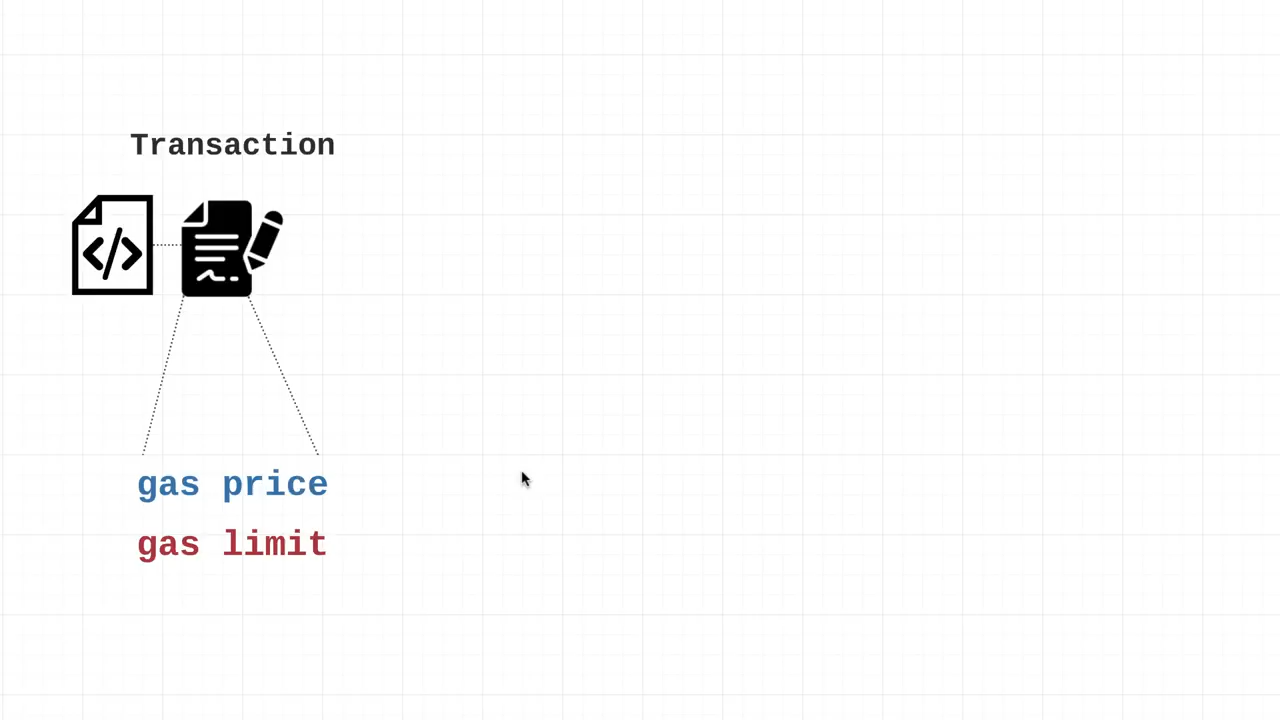 Transaction
</>
gas price
gas limit